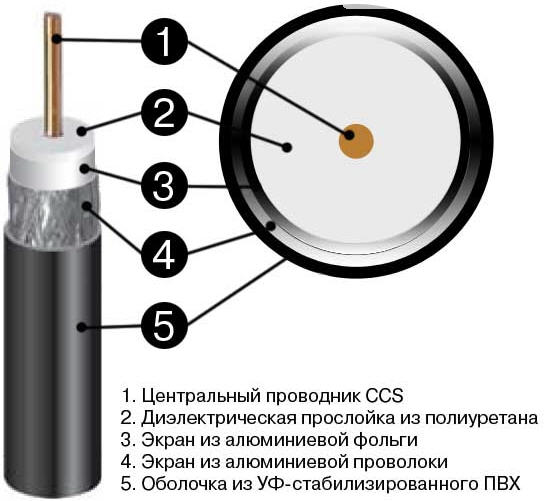 1
2
3
4
5
1. Центральный проводник CCS
2. Диэлектрическая прослойка из полиуретана
3. Экран из алюминиевой фольги
4. Экран из алюминиевой проволоки
5. Оболочка из УФ-стабилизированного ПВХ